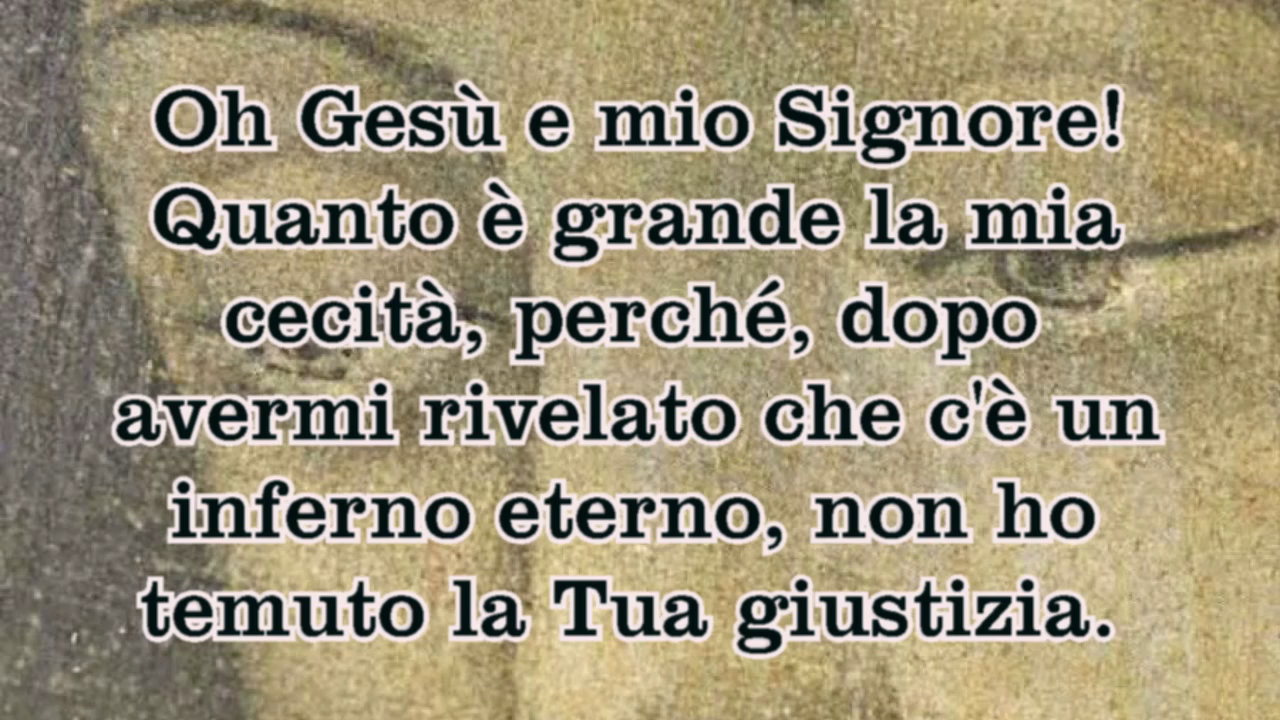 Oh Gesù e mio Signore!
Quanto è grande la mia
cecità, perché, dopo
avermi rivelato che c'è un
inferno eterno, non ho
temuto la Tua giustizia.